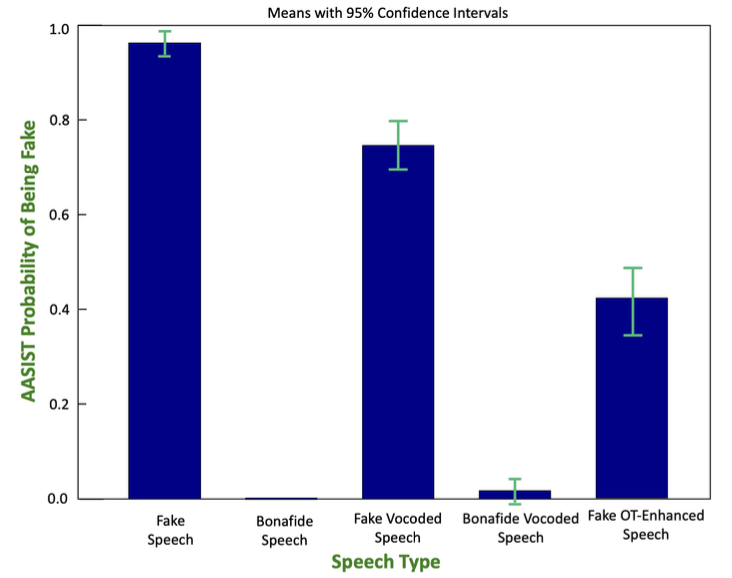 Means with 95% Confidence Intervals
AASIST Probability of Being Fake
1.0
0.8
0.6
0.4
0.2
0.0
Fake
Speech
Bonafide
Speech
Fake Vocoded
Speech
Bonafide Vocoded
Speech
Fake OT-Enhanced
Speech
Speech Type